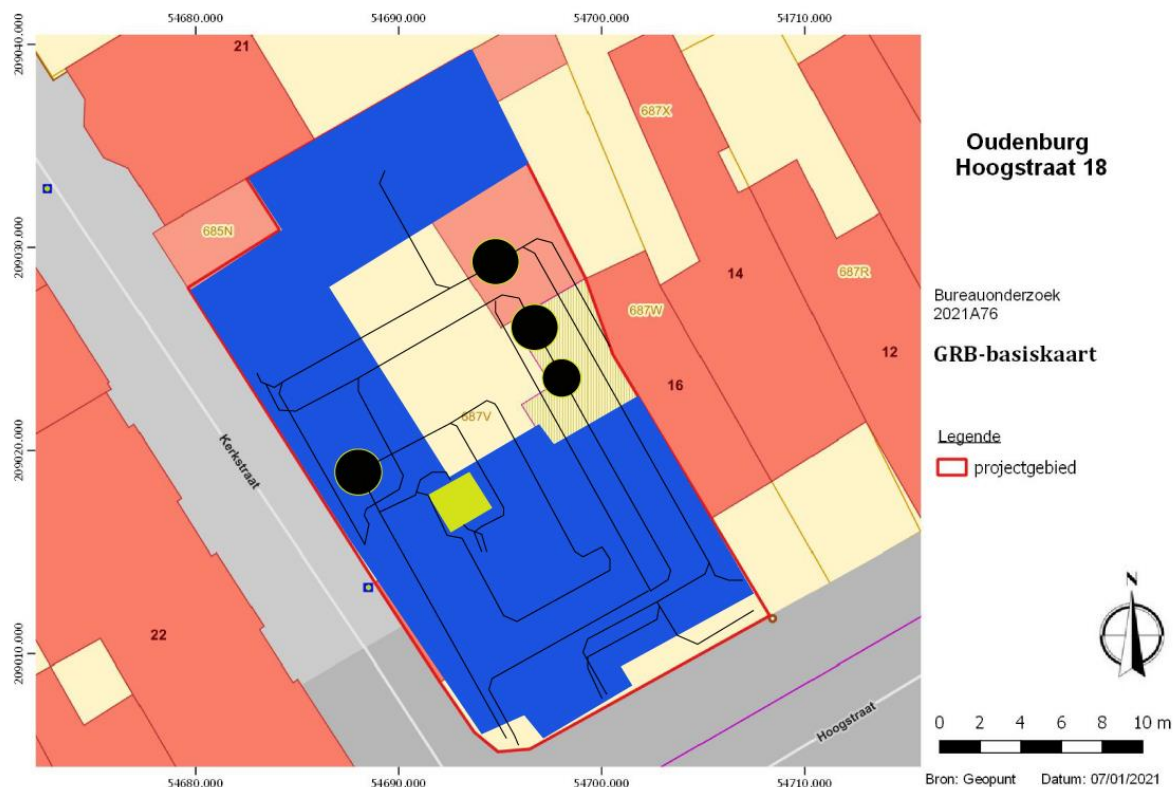 54680.000 54690.000 54700.000 54710.000
209040.000
209030.000
209020.000
209010.000
21
687X
685N
14
687R
687W
12
16
687V
Kerkstraat
22
Hoogstraat
54680.000 54690.000 54700.000 54710.000
Oudenburg
Hoogstraat 18
Bureauonderzoek
2021A76
GRB-basiskaart
Legende
projectgebied
N
0 2 4 6 8 10 m
Bron: Geopunt Datum: 07/01/2021